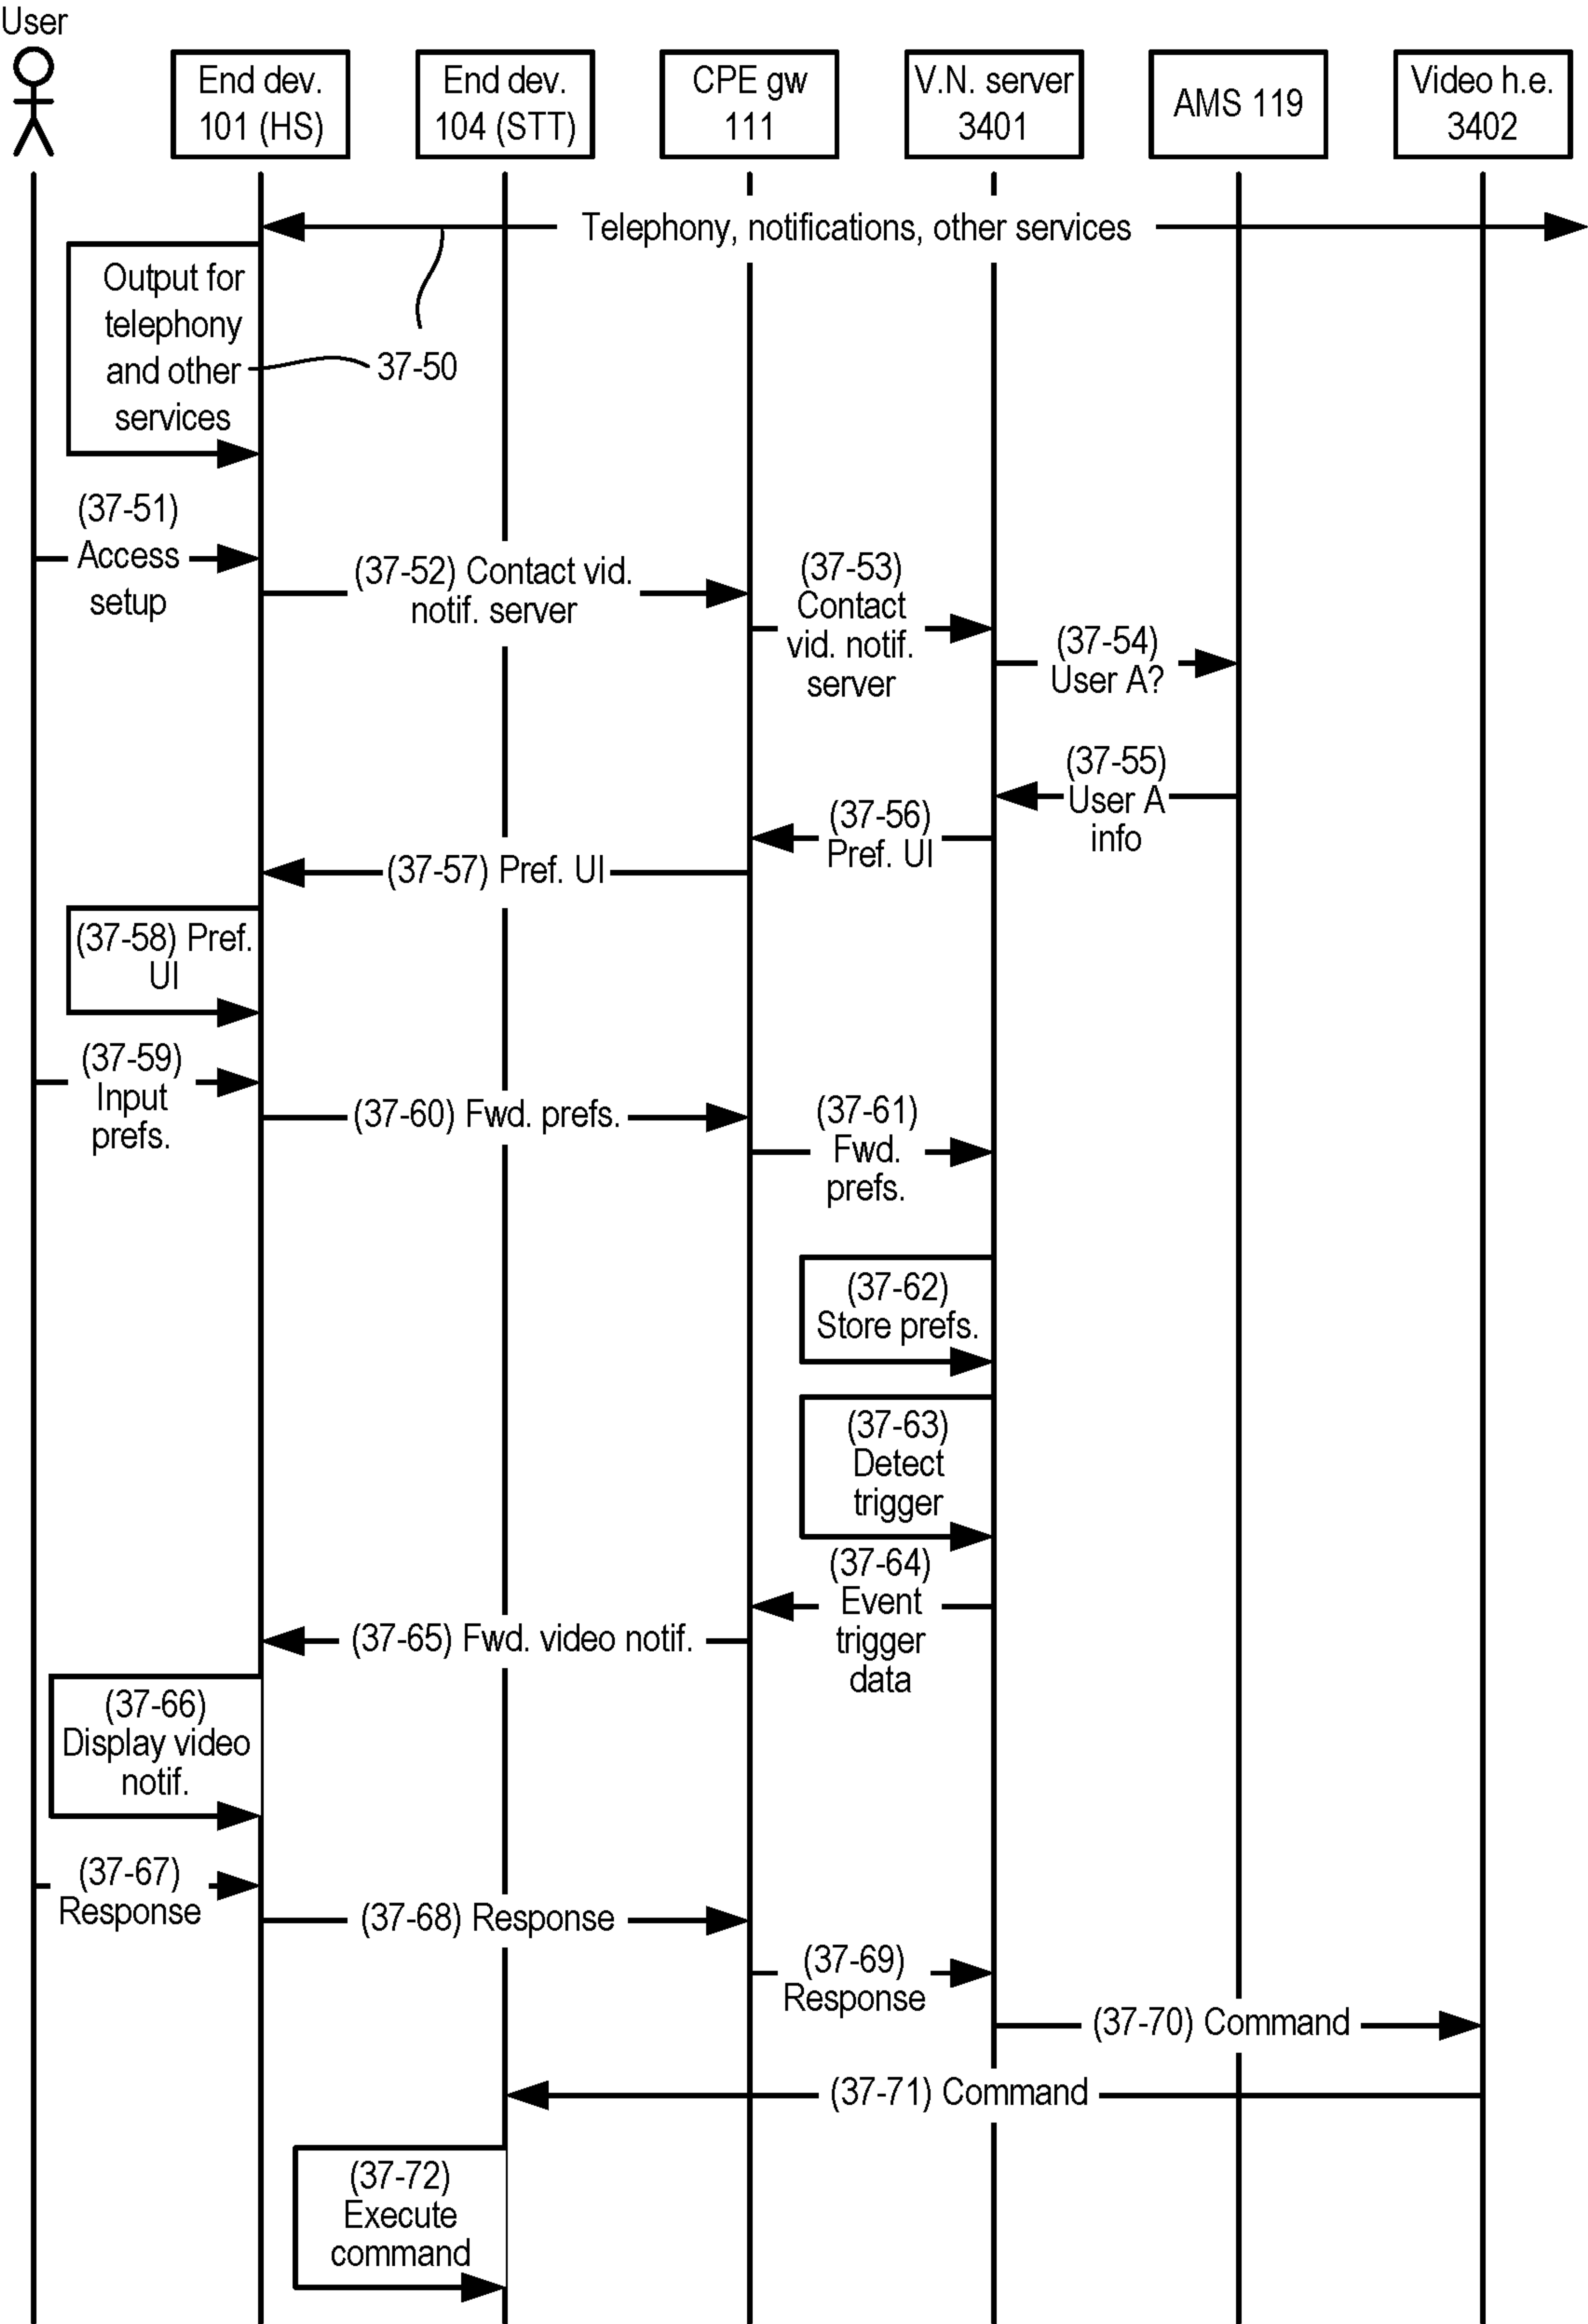 User
End dev.
101 (HS)
End dev.
104 (STT)
CPE gw
111
V.N. server
3401
AMS 119
Video h.e.
3402
Telephony, notifications, other services
Output for
telephony
and other
services
37-50
(37-51)
Access
setup
(37-52) Contact vid.
notif. server
(37-53)
Contact
vid. notif.
server
(37-54)
User A?
(37-55)
User A
info
(37-56)
Pref. UI
(37-57) Pref. UI
(37-58) Pref.
UI
(37-59)
Input
prefs.
(37-60) Fwd. prefs.
(37-61)
Fwd.
prefs.
(37-62)
Store prefs.
(37-63)
Detect
trigger
(37-64)
Event
trigger
data
(37-65) Fwd. video notif.
(37-66)
Display video
notif.
(37-67)
Response
(37-68) Response
(37-69)
Response
(37-70) Command
(37-71) Command
(37-72)
Execute
command